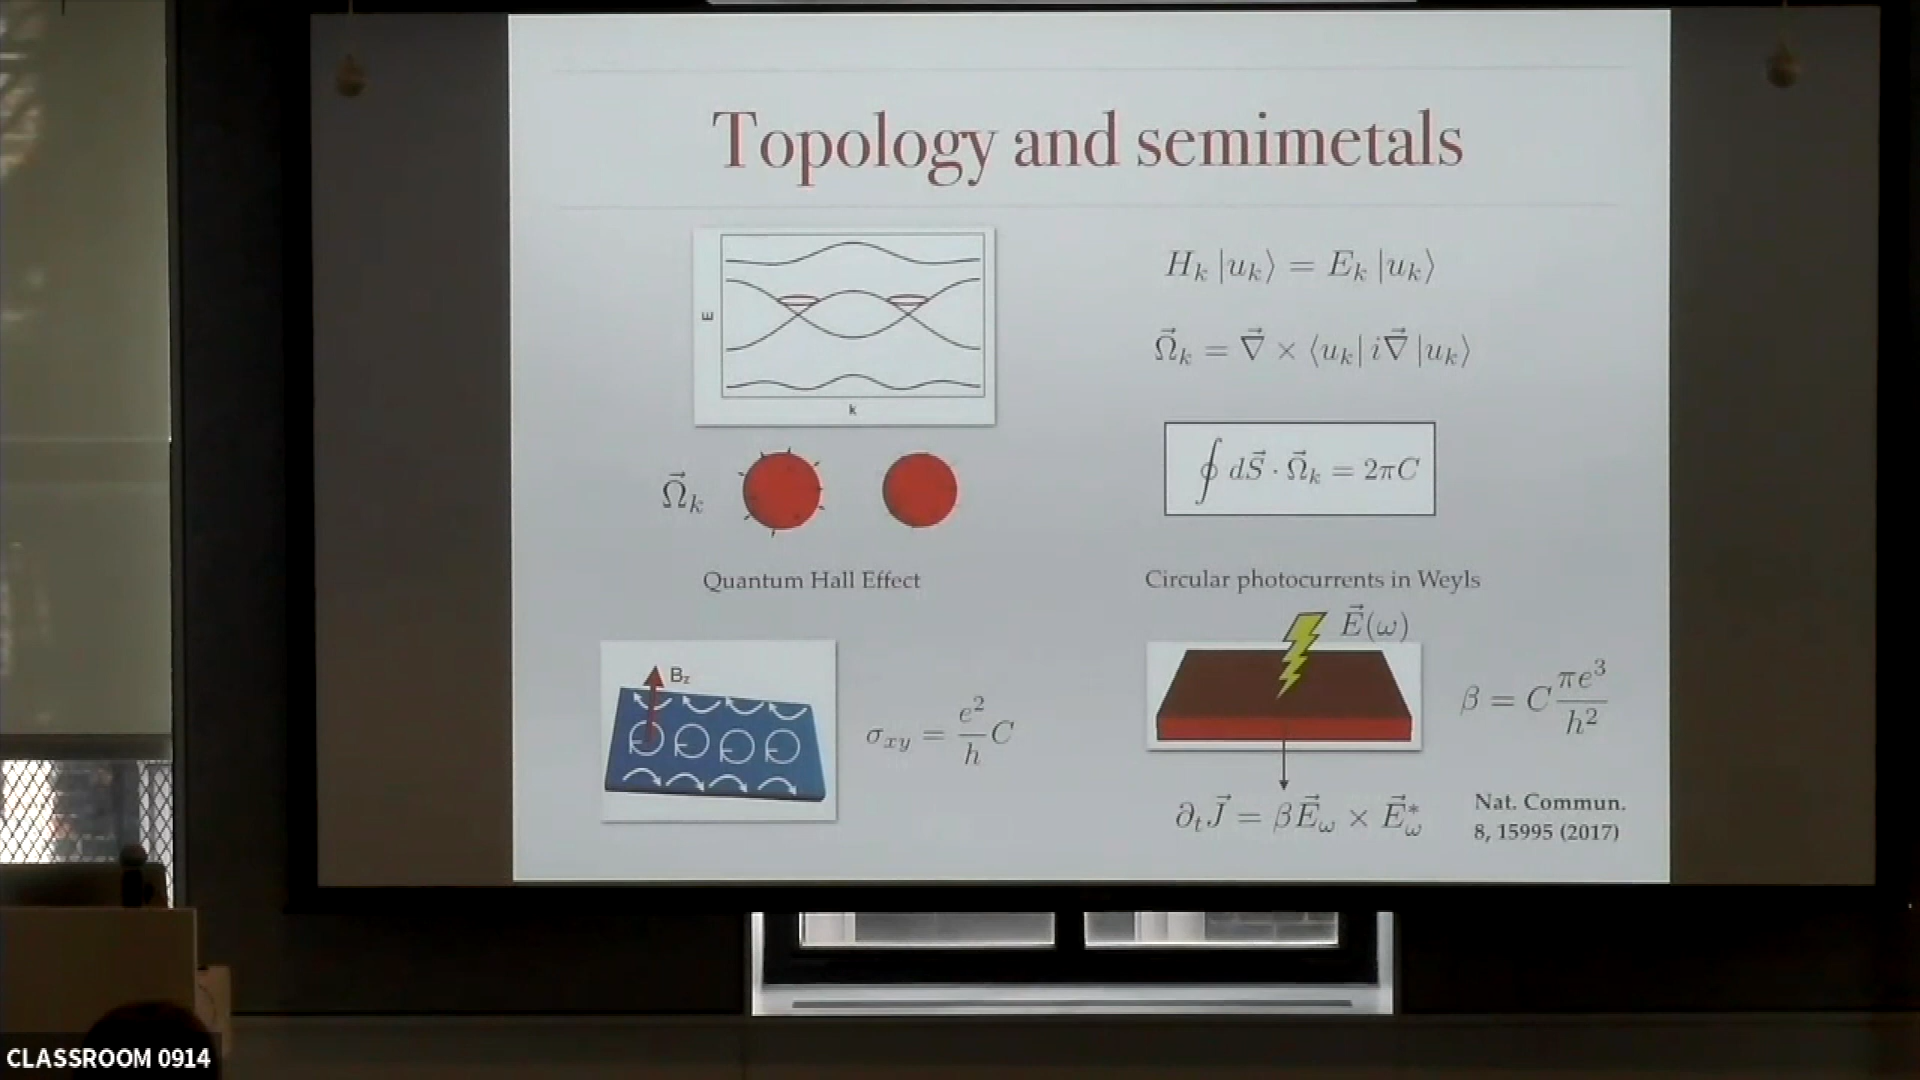 Topology and semimetals
E
k
H_k |u_k⟩ = E_k |u_k⟩
Ω⃗_k = ∇⃗ × ⟨u_k| i∇⃗ |u_k⟩
∮ dS⃗ · Ω⃗_k = 2πC
Ω⃗_k
Quantum Hall Effect
B_z
σ_xy = e²/h C
Circular photocurrents in Weyls
E⃗(ω)
β = C πe³/h²
∂_t J⃗ = βE⃗_ω × E⃗*_ω
Nat. Commun.
8, 15995 (2017)
CLASSROOM 0914